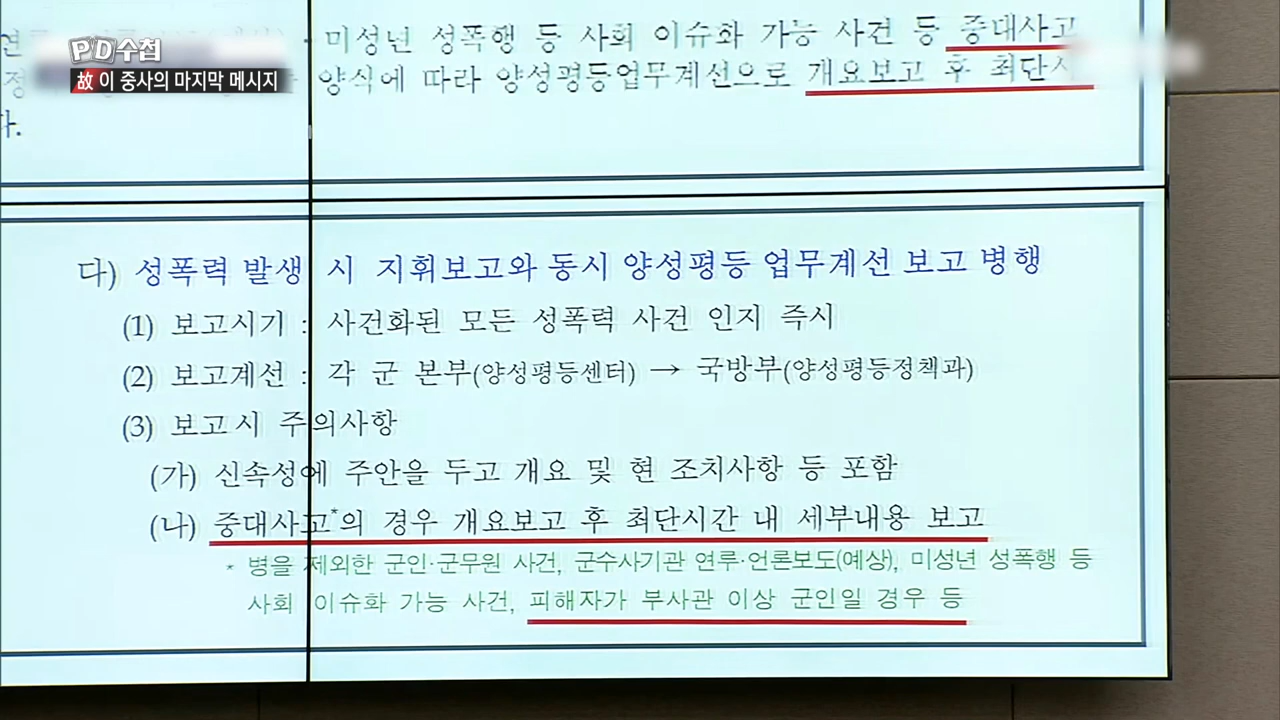 PD수첩
故 이 중사의 마지막 메시지
미성년 성폭행 등 사회 이슈화 가능 사건 등 중대사고
양식에 따라 양성평등업무계선으로 개요보고 후 최단시
다.
다) 성폭력 발생 시 지휘보고와 동시 양성평등 업무계선 보고 병행
(1) 보고시기 : 사건화된 모든 성폭력 사건 인지 즉시
(2) 보고계선 : 각 군 본부(양성평등센터) → 국방부(양성평등정책과)
(3) 보고시 주의사항
(가) 신속성에 주안을 두고 개요 및 현 조치사항 등 포함
(나) 중대사고*의 경우 개요보고 후 최단시간 내 세부내용 보고
* 병을 제외한 군인·군무원 사건, 군수사기관 연루·언론보도(예상), 미성년 성폭행 등
사회 이슈화 가능 사건, 피해자가 부사관 이상 군인일 경우 등